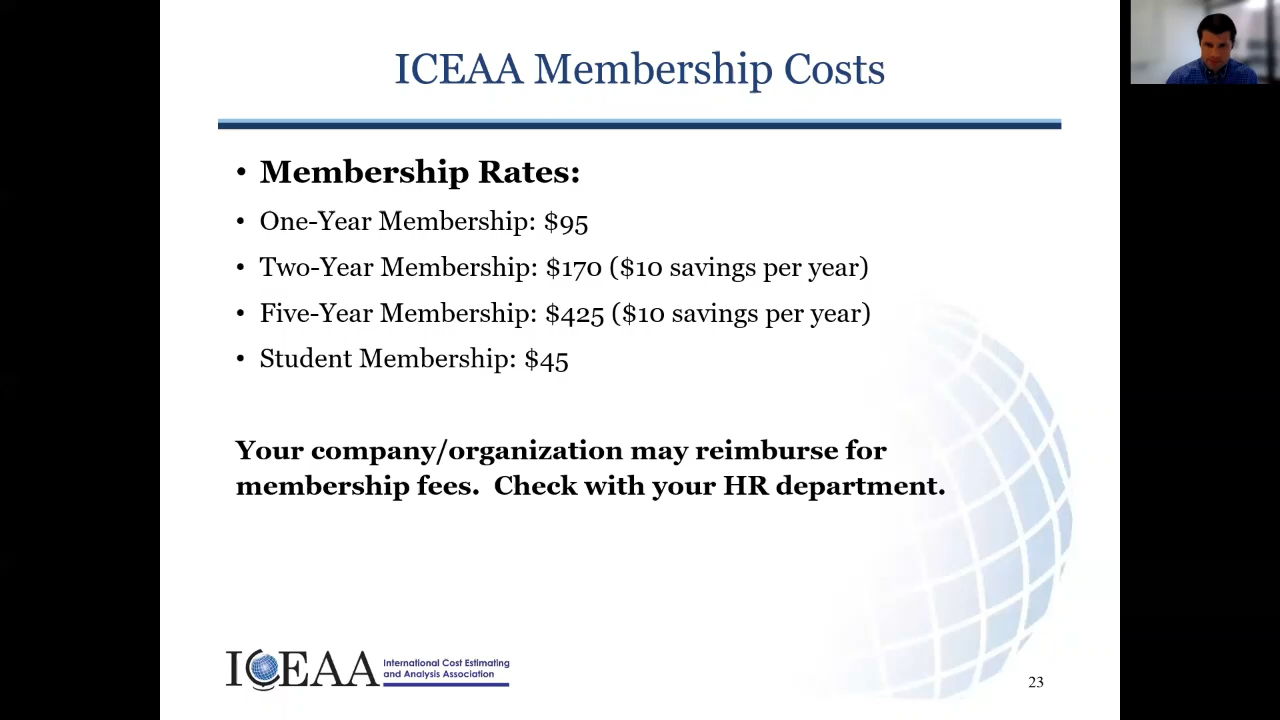 ICEAA Membership Costs
• Membership Rates:
• One-Year Membership: $95
• Two-Year Membership: $170 ($10 savings per year)
• Five-Year Membership: $425 ($10 savings per year)
• Student Membership: $45
Your company/organization may reimburse for
membership fees.  Check with your HR department.
ICEAA
International Cost Estimating
and Analysis Association
23